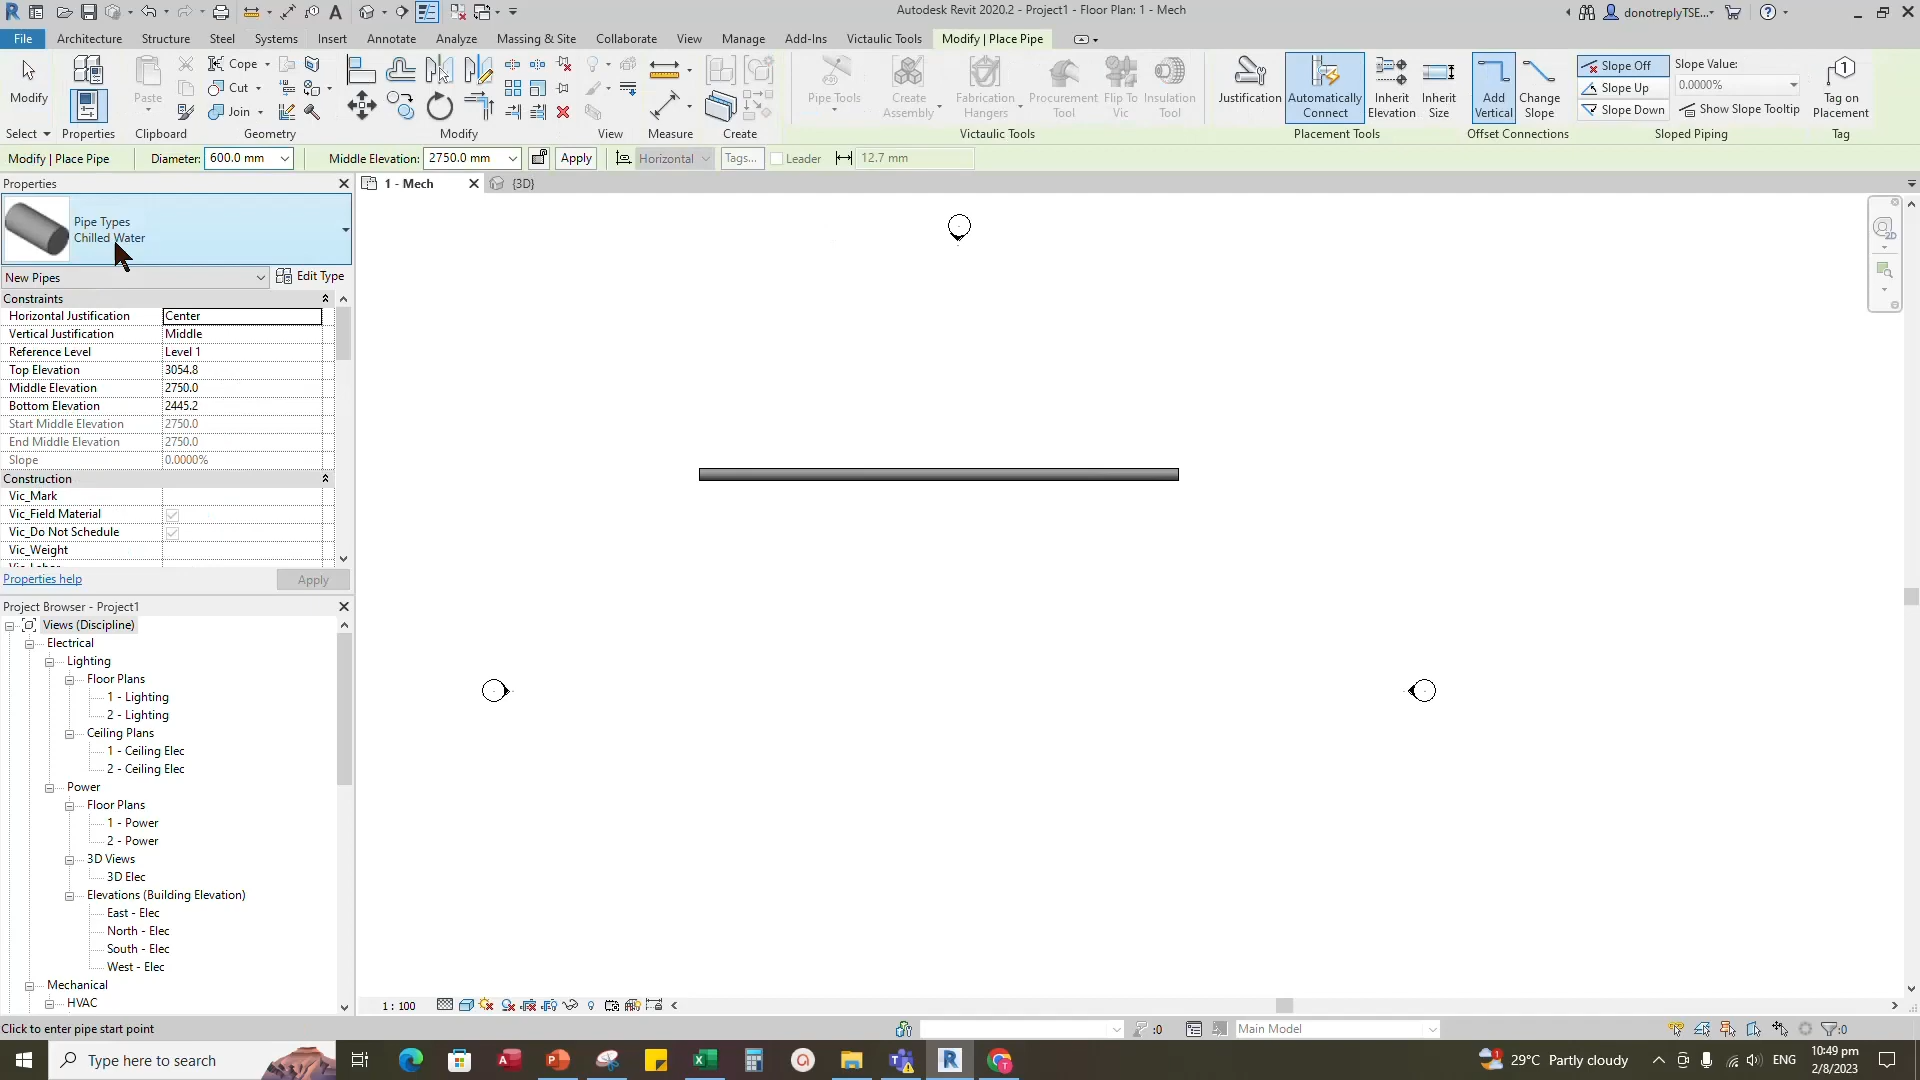 Autodesk Revit 2020.2 - Project1 - Floor Plan: 1 - Mech
donotreplyTSE...
File Architecture Structure Steel Systems Insert Annotate Analyze Massing & Site Collaborate View Manage Add-Ins Victaulic Tools Modify | Place Pipe
Modify
Select
Properties
Paste
Clipboard
Cope
Cut
Join
Geometry
Modify
View
Measure
Create
Pipe Tools
Create Assembly
Fabrication Hangers
Procurement Tool
Flip To Vic
Insulation Tool
Victaulic Tools
Justification
Automatically Connect
Inherit Elevation
Inherit Size
Placement Tools
Add Vertical
Change Slope
Offset Connections
Slope Off
Slope Up
Slope Down
Slope Value:
0.0000%
Show Slope Tooltip
Sloped Piping
Tag on Placement
Tag
Modify | Place Pipe Diameter: 600.0 mm Middle Elevation: 2750.0 mm Apply Horizontal Tags... Leader 12.7 mm
Properties
1 - Mech
{3D}
Pipe Types
Chilled Water
New Pipes
Edit Type
Constraints
Horizontal Justification Center
Vertical Justification Middle
Reference Level Level 1
Top Elevation 3054.8
Middle Elevation 2750.0
Bottom Elevation 2445.2
Start Middle Elevation 2750.0
End Middle Elevation 2750.0
Slope 0.0000%
Construction
Vic_Mark
Vic_Field Material
Vic_Do Not Schedule
Vic_Weight
Properties help
Apply
2D
Project Browser - Project1
Views (Discipline)
Electrical
Lighting
Floor Plans
1 - Lighting
2 - Lighting
Ceiling Plans
1 - Ceiling Elec
2 - Ceiling Elec
Power
Floor Plans
1 - Power
2 - Power
3D Views
3D Elec
Elevations (Building Elevation)
East - Elec
North - Elec
South - Elec
West - Elec
Mechanical
HVAC
1 : 100
Click to enter pipe start point
:0
Main Model
:0
Type here to search
29°C Partly cloudy
ENG
10:49 pm
2/8/2023